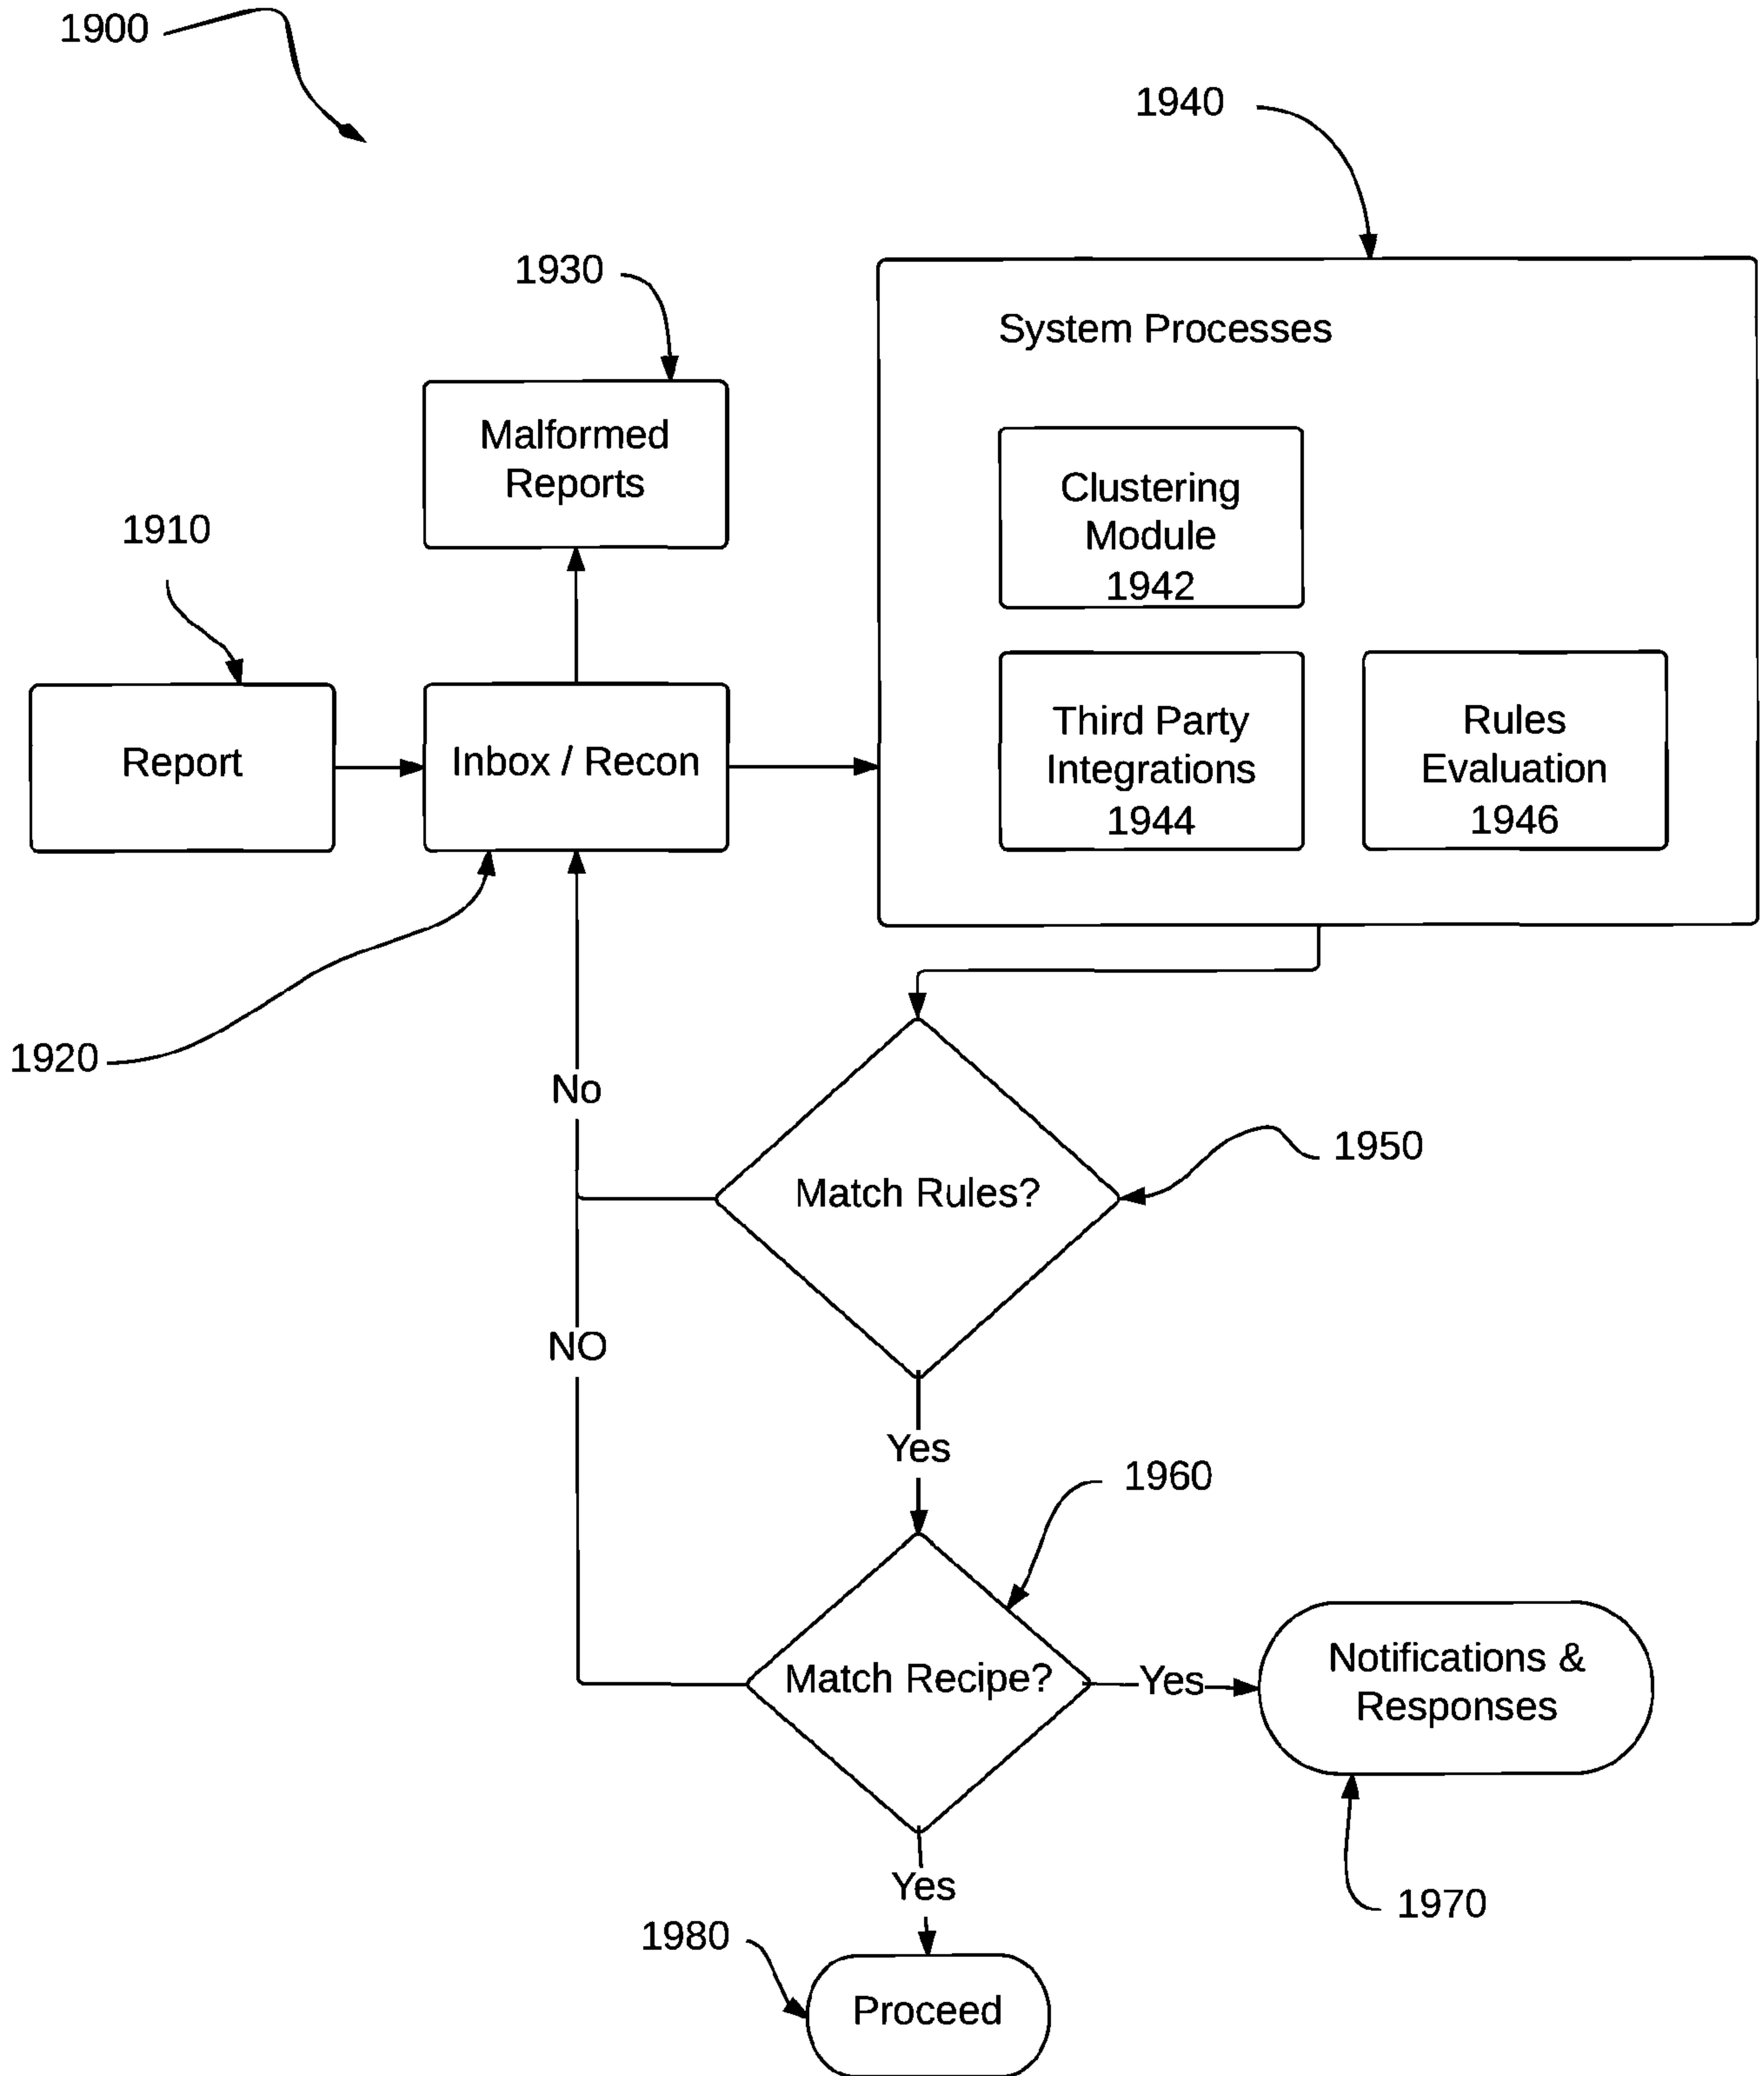 1900
1940
1930
System Processes
Malformed
Reports
Clustering
Module
1942
1910
Report
Inbox / Recon
Third Party
Integrations
1944
Rules
Evaluation
1946
1920
No
Match Rules?
1950
NO
Yes
1960
Match Recipe?
Yes
Notifications &
Responses
Yes
1970
1980
Proceed